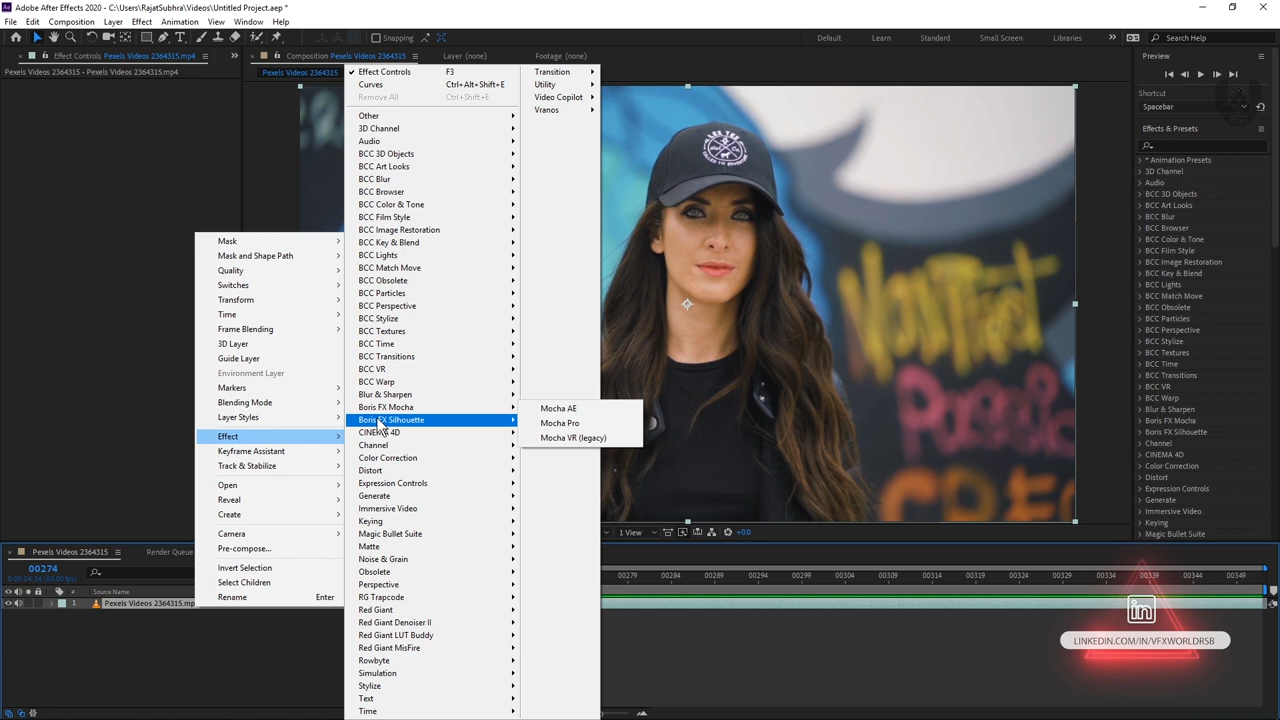 Adobe After Effects 2020 - C:\Users\RajatSubhra\Videos\Untitled Project.aep *
File Edit Composition Layer Effect Animation View Window Help
Snapping
Default Learn Standard Small Screen Libraries
Search Help
Effect Controls Pexels Videos 2364315.mp4
Pexels Videos 2364315 - Pexels Videos 2364315.mp4
Composition Pexels Videos 2364315
Layer (none)
Footage (none)
Pexels Videos 2364315
Mask
Mask and Shape Path
Quality
Switches
Transform
Time
Frame Blending
3D Layer
Guide Layer
Environment Layer
Markers
Blending Mode
Layer Styles
Effect
Keyframe Assistant
Track & Stabilize
Open
Reveal
Create
Camera
Pre-compose...
Invert Selection
Select Children
Rename Enter
Effect Controls F3
Curves Ctrl+Alt+Shift+E
Remove All Ctrl+Shift+E
Other
3D Channel
Audio
BCC 3D Objects
BCC Art Looks
BCC Blur
BCC Browser
BCC Color & Tone
BCC Film Style
BCC Image Restoration
BCC Key & Blend
BCC Lights
BCC Match Move
BCC Obsolete
BCC Particles
BCC Perspective
BCC Stylize
BCC Textures
BCC Time
BCC Transitions
BCC VR
BCC Warp
Blur & Sharpen
Boris FX Mocha
Boris FX Silhouette
CINEMA 4D
Channel
Color Correction
Distort
Expression Controls
Generate
Immersive Video
Keying
Magic Bullet Suite
Matte
Noise & Grain
Obsolete
Perspective
RG Trapcode
Red Giant
Red Giant Denoiser II
Red Giant LUT Buddy
Red Giant MisFire
Rowbyte
Simulation
Stylize
Text
Time
Transition
Utility
Video Copilot
Vranos
Mocha AE
Mocha Pro
Mocha VR (legacy)
1 View
+0.0
Preview
Shortcut
Spacebar
Effects & Presets
* Animation Presets
3D Channel
Audio
BCC 3D Objects
BCC Art Looks
BCC Blur
BCC Browser
BCC Color & Tone
BCC Film Style
BCC Image Restoration
BCC Key & Blend
BCC Lights
BCC Match Move
BCC Obsolete
BCC Particles
BCC Perspective
BCC Stylize
BCC Textures
BCC Time
BCC Transitions
BCC VR
BCC Warp
Blur & Sharpen
Boris FX Mocha
Boris FX Silhouette
Channel
CINEMA 4D
Color Correction
Distort
Expression Controls
Generate
Immersive Video
Keying
Magic Bullet Suite
Pexels Videos 2364315
Render Queue
00274
0:00:04:34 (60.00 fps)
# Source Name
1 Pexels Videos 2364315.mp
00279 00284 00289 00294 00299 00304 00309 00314 00319 00324 00329 00334 00339 00344 00349
in
LINKEDIN.COM/IN/VFXWORLDRSB